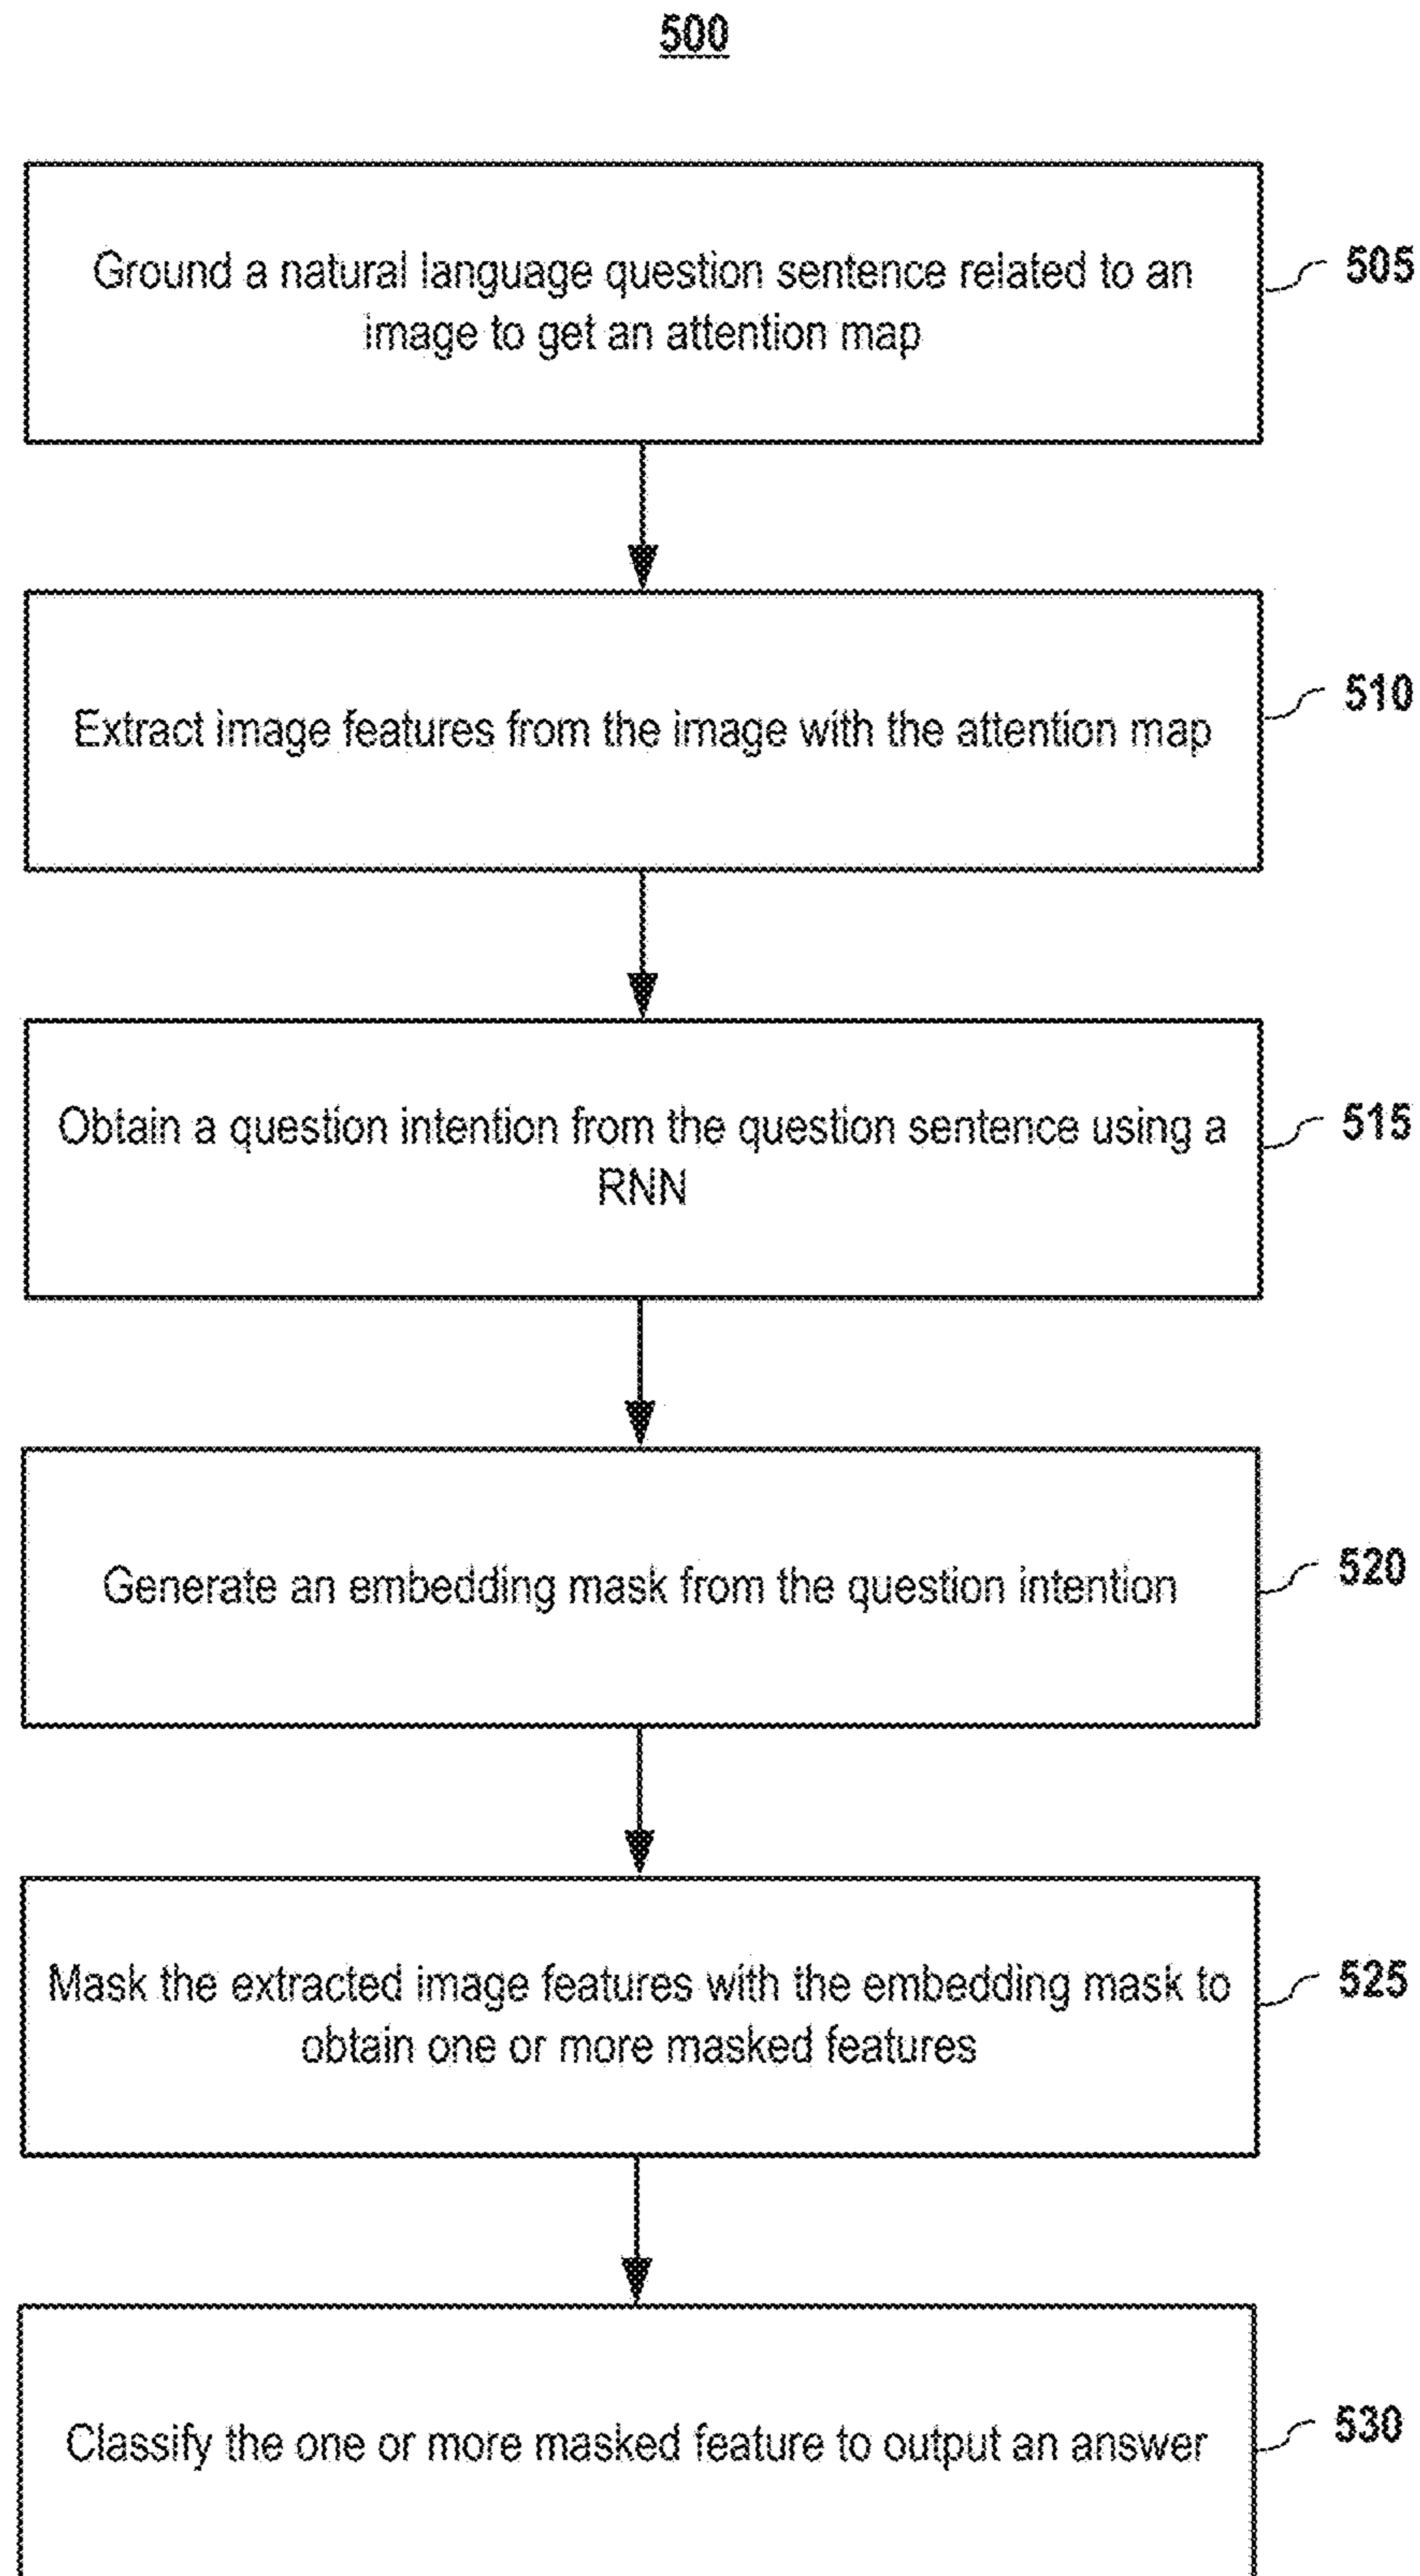 500
Ground a natural language question sentence related to an
image to get an attention map
505
Extract image features from the image with the attention map
510
Obtain a question intention from the question sentence using a
RNN
515
Generate an embedding mask from the question intention
520
Mask the extracted image features with the embedding mask to
obtain one or more masked features
525
Classify the one or more masked feature to output an answer
530